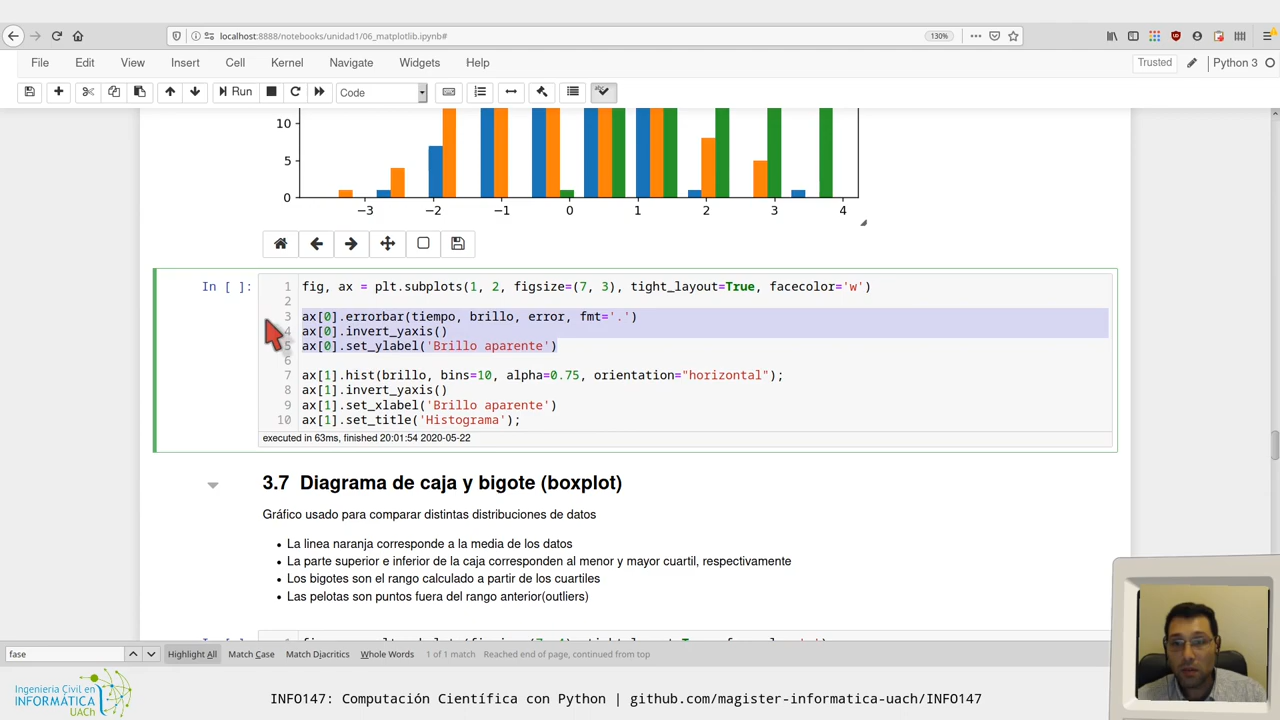 localhost:8888/notebooks/unidad1/06_matplotlib.ipynb#
130%
File Edit View Insert Cell Kernel Navigate Widgets Help
Trusted
Python 3
Run
Code
10
5
0
−3 −2 −1 0 1 2 3 4
In [ ]:
1 fig, ax = plt.subplots(1, 2, figsize=(7, 3), tight_layout=True, facecolor='w')
2
3 ax[0].errorbar(tiempo, brillo, error, fmt='.')
4 ax[0].invert_yaxis()
5 ax[0].set_ylabel('Brillo aparente')
6
7 ax[1].hist(brillo, bins=10, alpha=0.75, orientation="horizontal");
8 ax[1].invert_yaxis()
9 ax[1].set_xlabel('Brillo aparente')
10 ax[1].set_title('Histograma');
executed in 63ms, finished 20:01:54 2020-05-22
3.7 Diagrama de caja y bigote (boxplot)
Gráfico usado para comparar distintas distribuciones de datos
• La linea naranja corresponde a la media de los datos
• La parte superior e inferior de la caja corresponden al menor y mayor cuartil, respectivamente
• Los bigotes son el rango calculado a partir de los cuartiles
• Las pelotas son puntos fuera del rango anterior(outliers)
fase
Highlight All Match Case Match Diacritics Whole Words 1 of 1 match Reached end of page, continued from top
Ingeniería Civil en
INFORMÁTICA
UACh
INFO147: Computación Científica con Python | github.com/magister-informatica-uach/INFO147